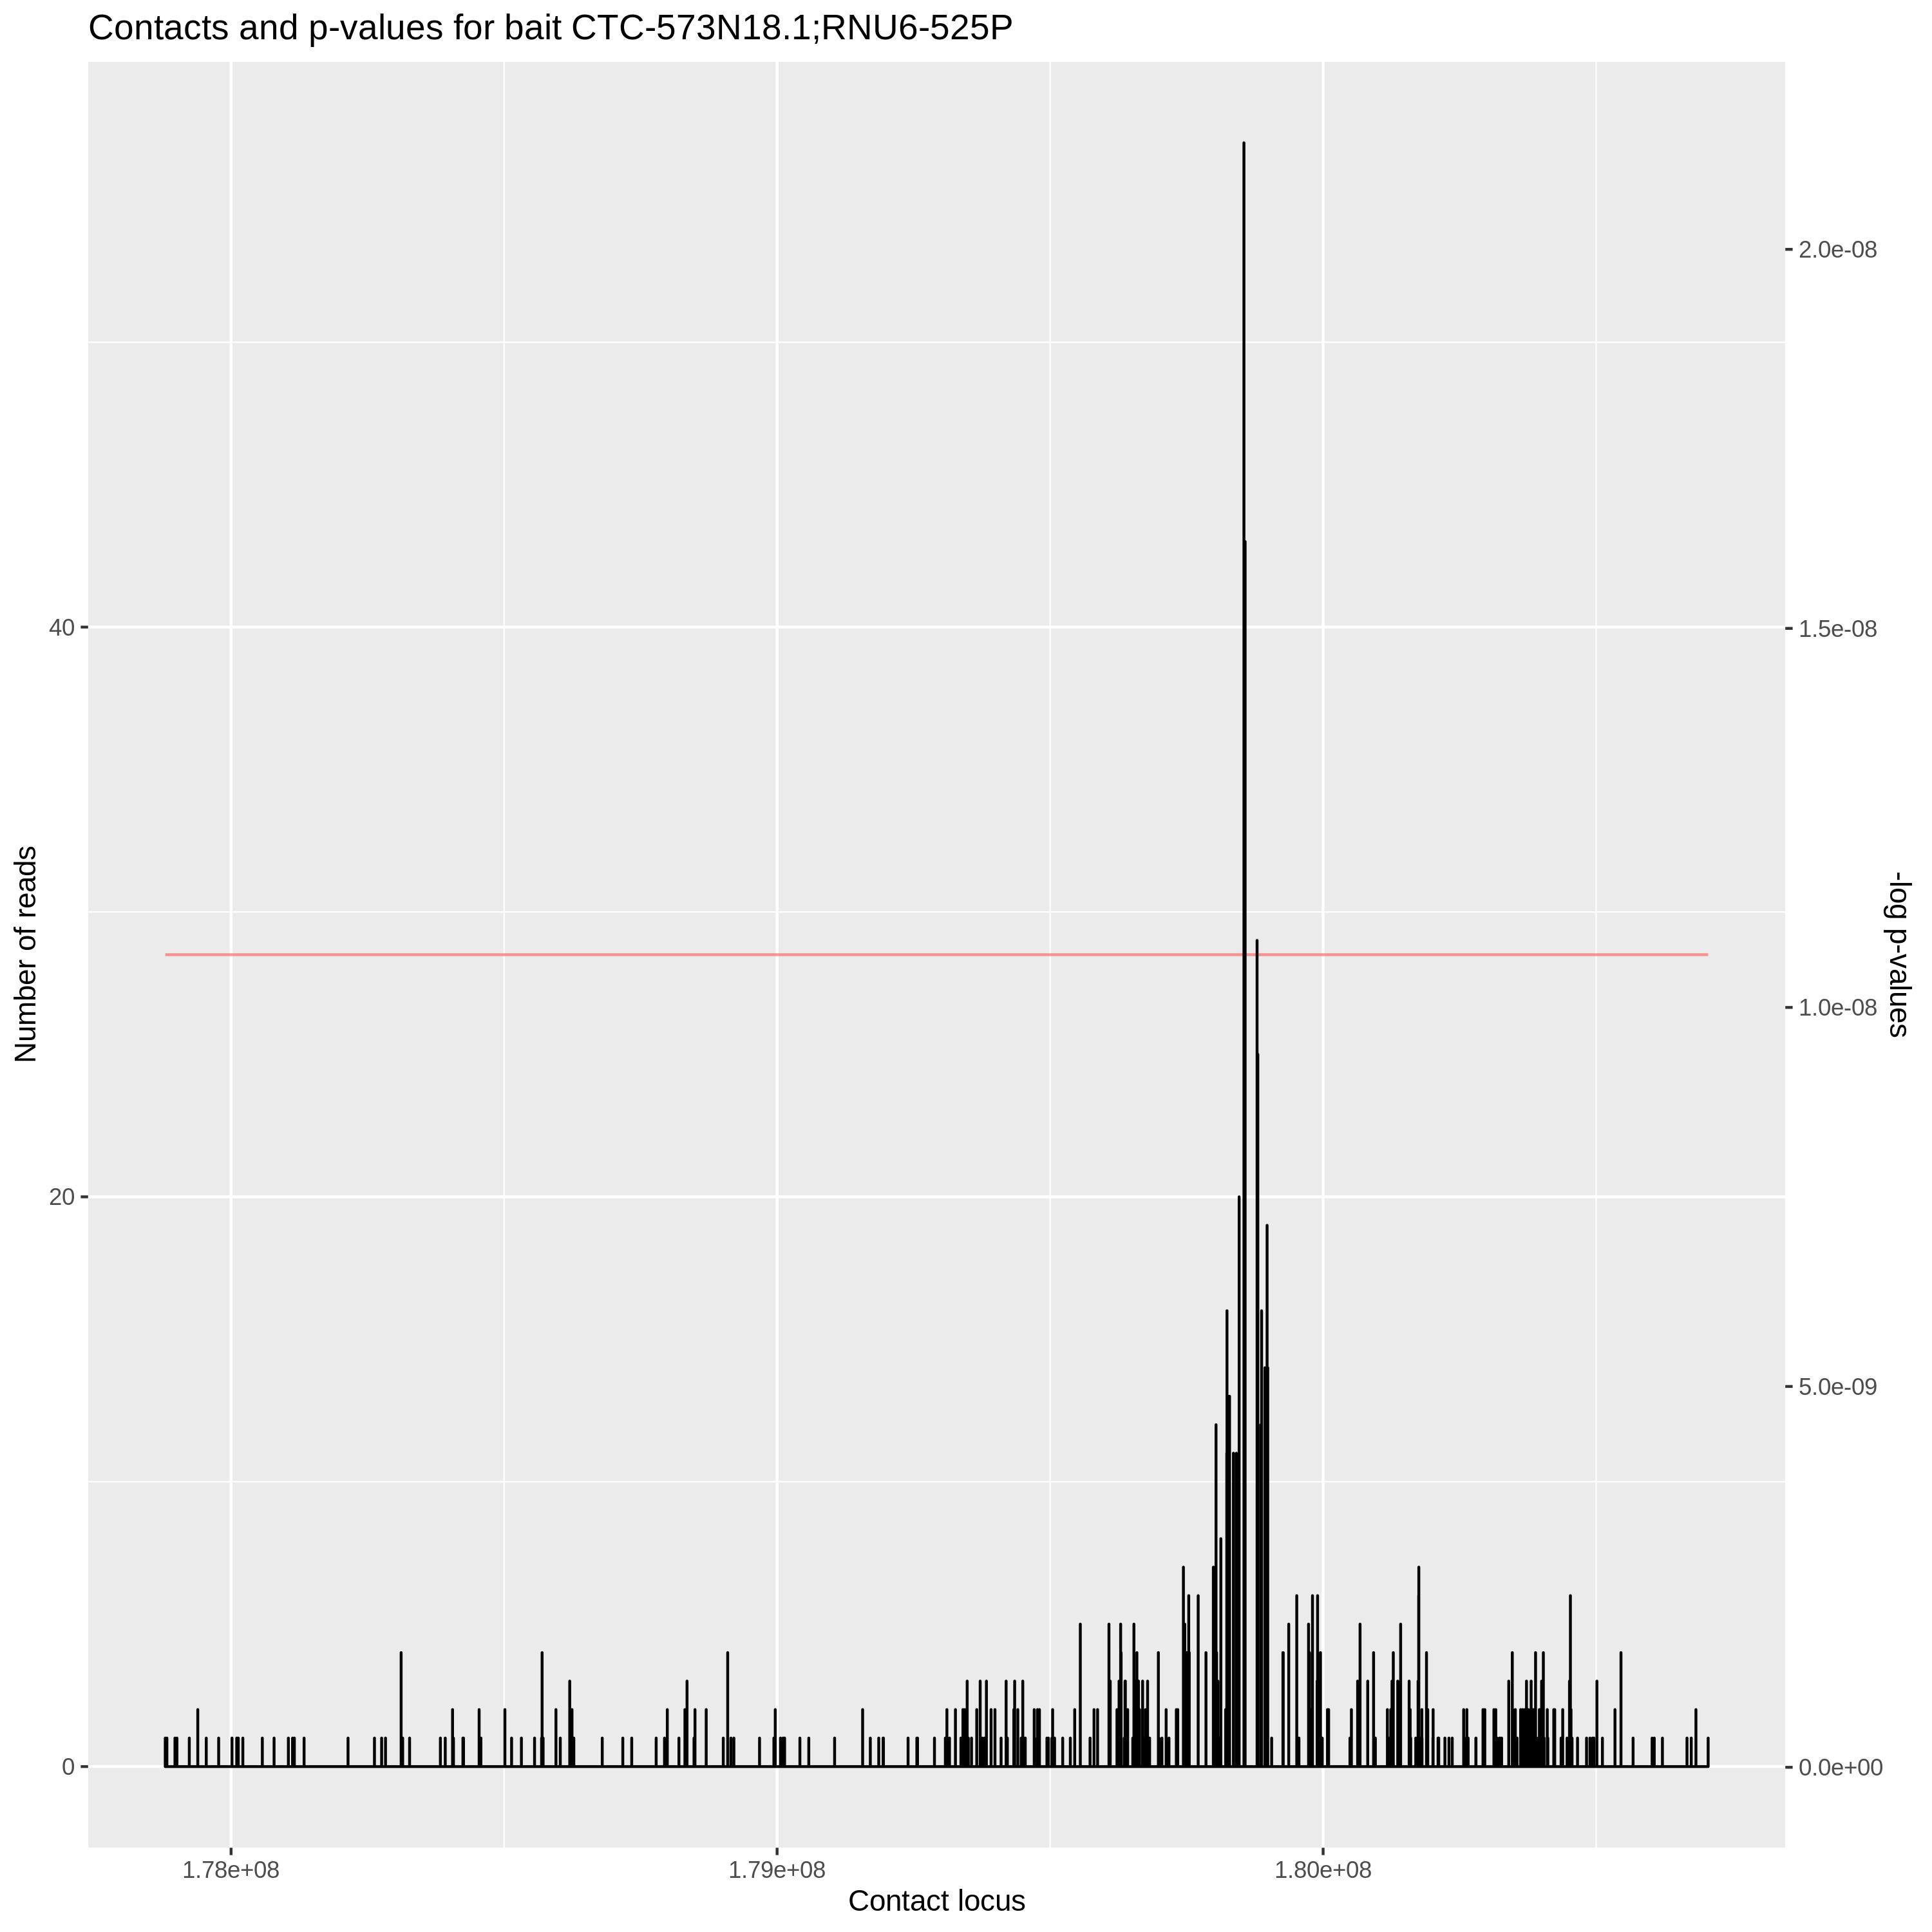 Contacts and p-values for bait CTC-573N18.1;RNU6-525P
Number of reads
40
20
0
2.0e-08
1.5e-08
1.0e-08
5.0e-09
0.0e+00
-log p-values
1.78e+08
1.79e+08
1.80e+08
Contact locus